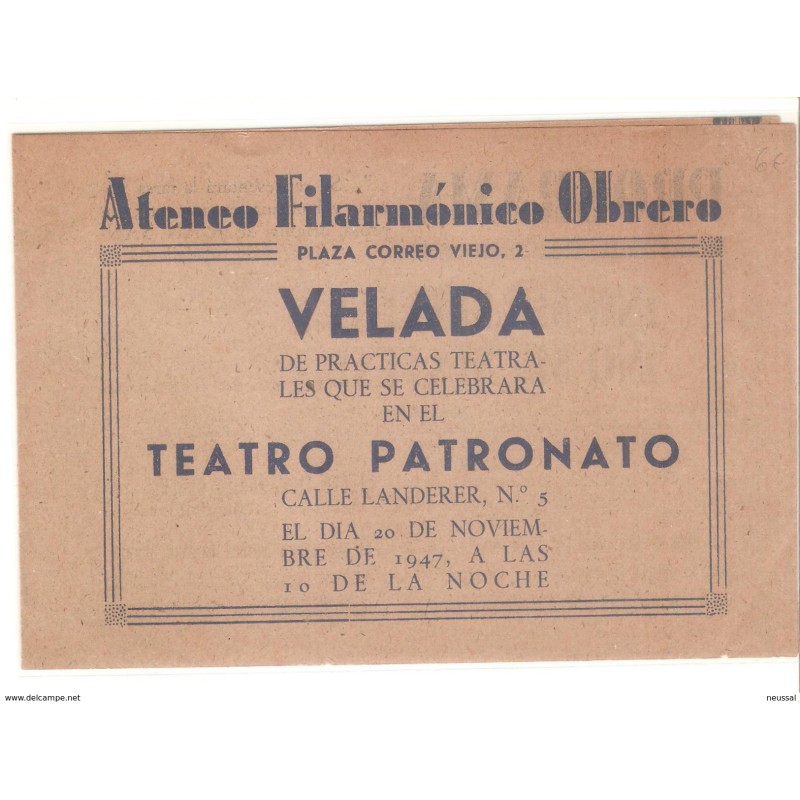 6€
Ateneo Filarmónico Obrero
PLAZA CORREO VIEJO, 2
VELADA
DE PRACTICAS TEATRA-
LES QUE SE CELEBRARA
EN EL
TEATRO PATRONATO
CALLE LANDERER, N.º 5
EL DIA 20 DE NOVIEM-
BRE DE 1947, A LAS
10 DE LA NOCHE
www.delcampe.net
neussal